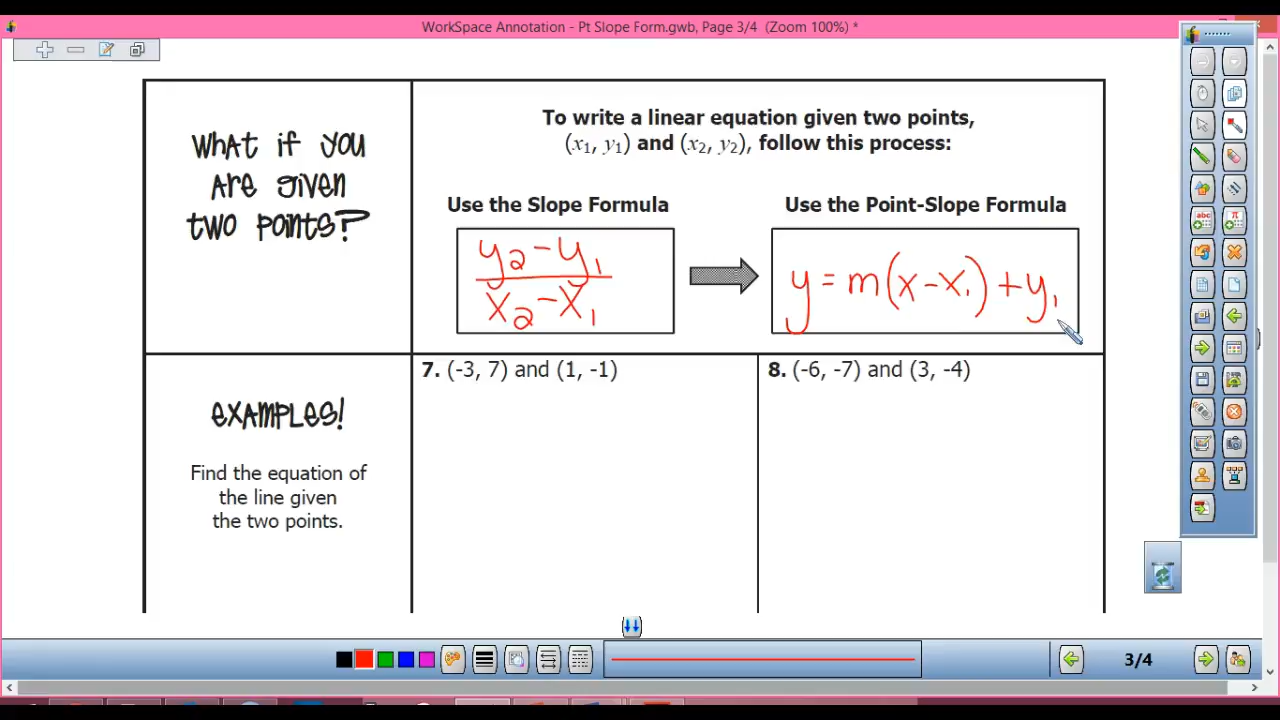 WorkSpace Annotation - Pt Slope Form.gwb, Page 3/4 (Zoom 100%) *
What if you
are given
two points?
To write a linear equation given two points,
(x₁, y₁) and (x₂, y₂), follow this process:
Use the Slope Formula
Use the Point-Slope Formula
y₂ - y₁
x₂ - x₁
y = m(x - x₁) + y₁
Examples!
Find the equation of
the line given
the two points.
7. (-3, 7) and (1, -1)
8. (-6, -7) and (3, -4)
abc
π
3/4